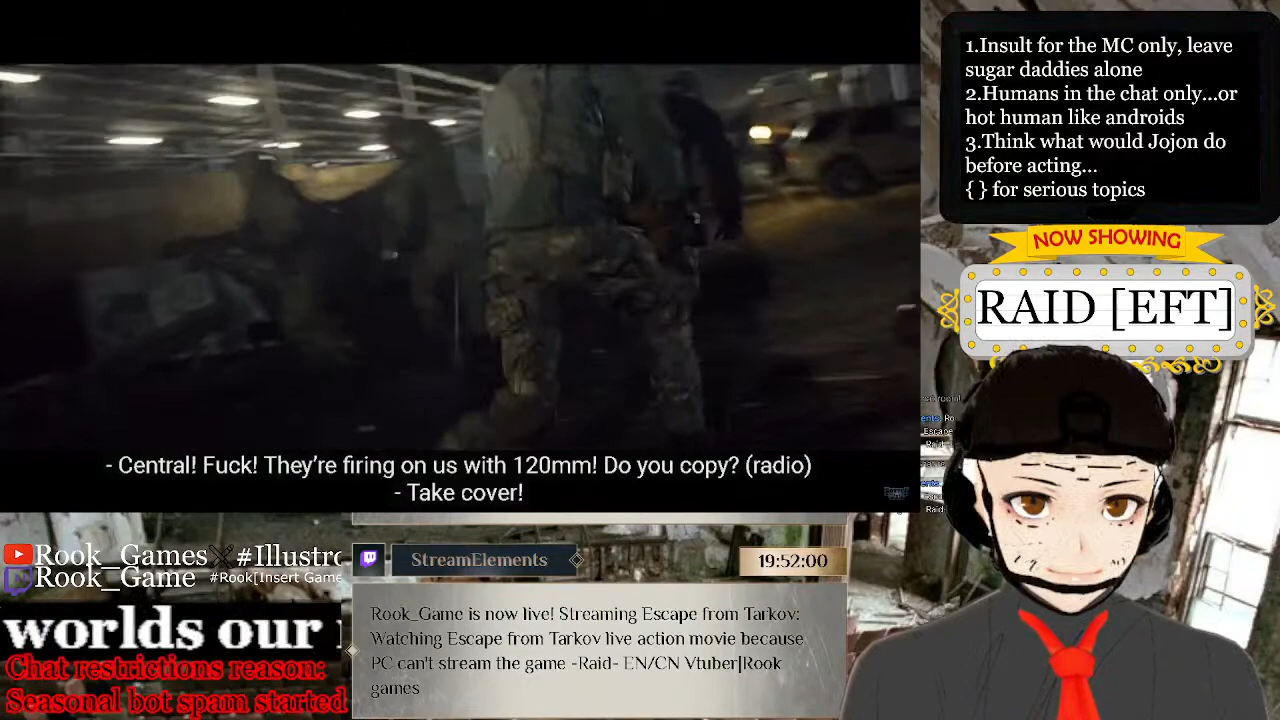 1.Insult for the MC only, leave
sugar daddies alone
2.Humans in the chat only...or
hot human like androids
3.Think what would Jojon do
before acting...
{ } for serious topics
NOW SHOWING
RAID [EFT]
- Central! Fuck! They're firing on us with 120mm! Do you copy? (radio)
- Take cover!
Rook_Games #Illustr
Rook_Game #Rook[Insert Game
worlds our
Chat restrictions reason:
Seasonal bot spam started
StreamElements
19:52:00
Rook_Game is now live! Streaming Escape from Tarkov:
Watching Escape from Tarkov live action movie because
PC can't stream the game -Raid- EN/CN Vtuber|Rook
games